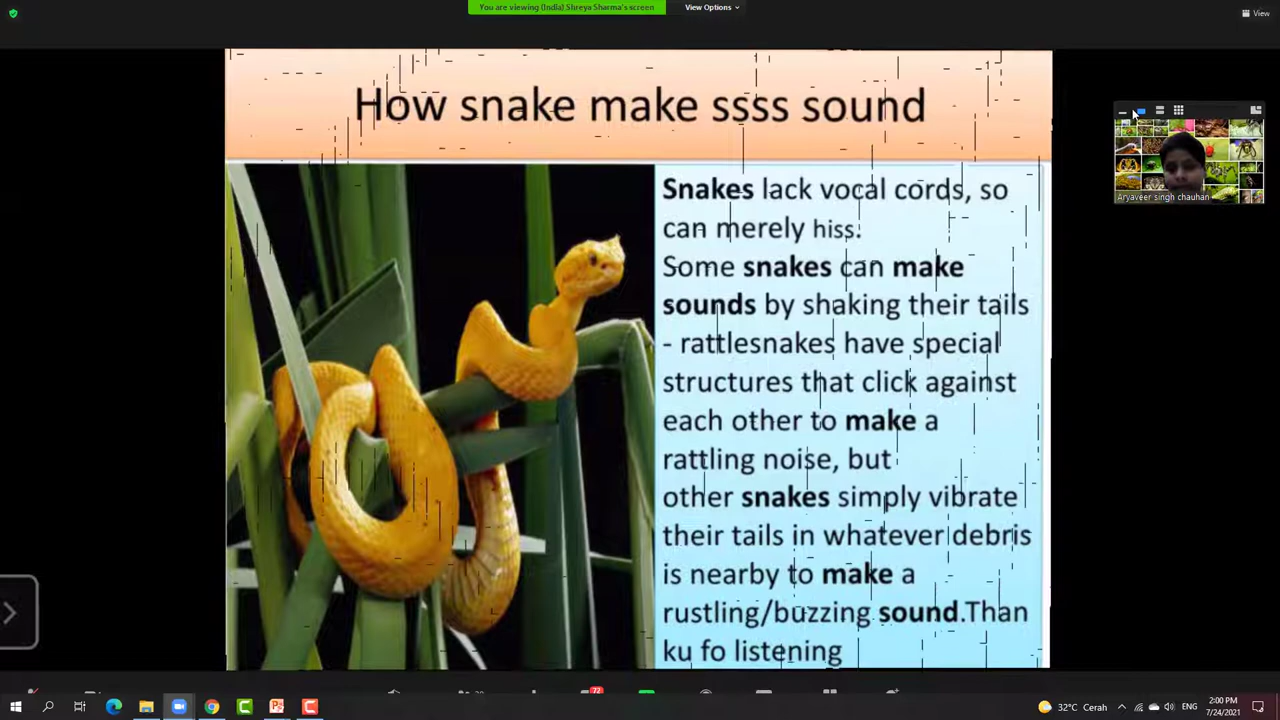 You are viewing (India) Shreya Sharma's screen
View Options
View
How snake make ssss sound
Snakes lack vocal cords, so
can merely hiss.
Some snakes can make
sounds by shaking their tails
- rattlesnakes have special
structures that click against
each other to make a
rattling noise, but
other snakes simply vibrate
their tails in whatever debris
is nearby to make a
rustling/buzzing sound.Than
ku fo listening
Aryaveer singh chauhan
72
32°C Cerah
ENG
2:00 PM
7/24/2021